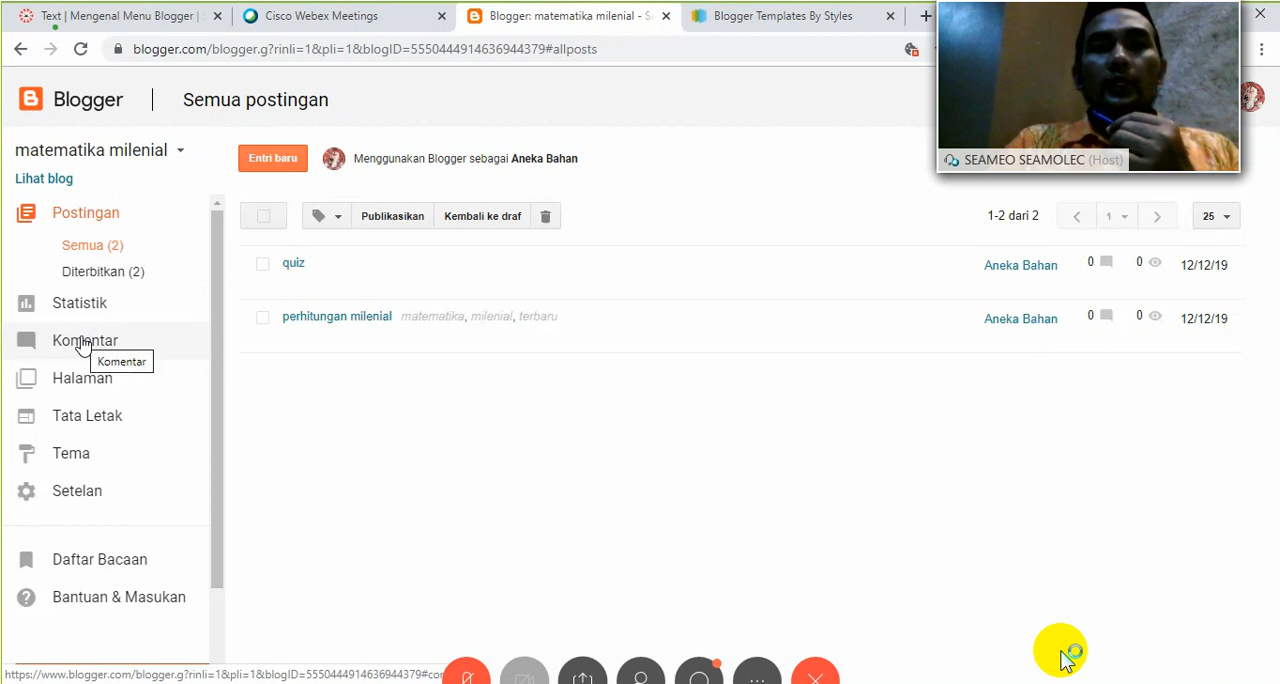 Text | Mengenal Menu Blogger |
Cisco Webex Meetings
Blogger: matematika milenial - Se
Blogger Templates By Styles
blogger.com/blogger.g?rinli=1&pli=1&blogID=5550444914636944379#allposts
Blogger
Semua postingan
SEAMEO SEAMOLEC (Host)
matematika milenial
Entri baru
Menggunakan Blogger sebagai Aneka Bahan
Lihat blog
Postingan
Publikasikan
Kembali ke draf
1-2 dari 2
1
25
Semua (2)
Diterbitkan (2)
quiz
Aneka Bahan
0
0
12/12/19
Statistik
perhitungan milenial matematika, milenial, terbaru
Aneka Bahan
0
0
12/12/19
Komentar
Komentar
Halaman
Tata Letak
Tema
Setelan
Daftar Bacaan
Bantuan & Masukan
https://www.blogger.com/blogger.g?rinli=1&pli=1&blogID=5550444914636944379#cor